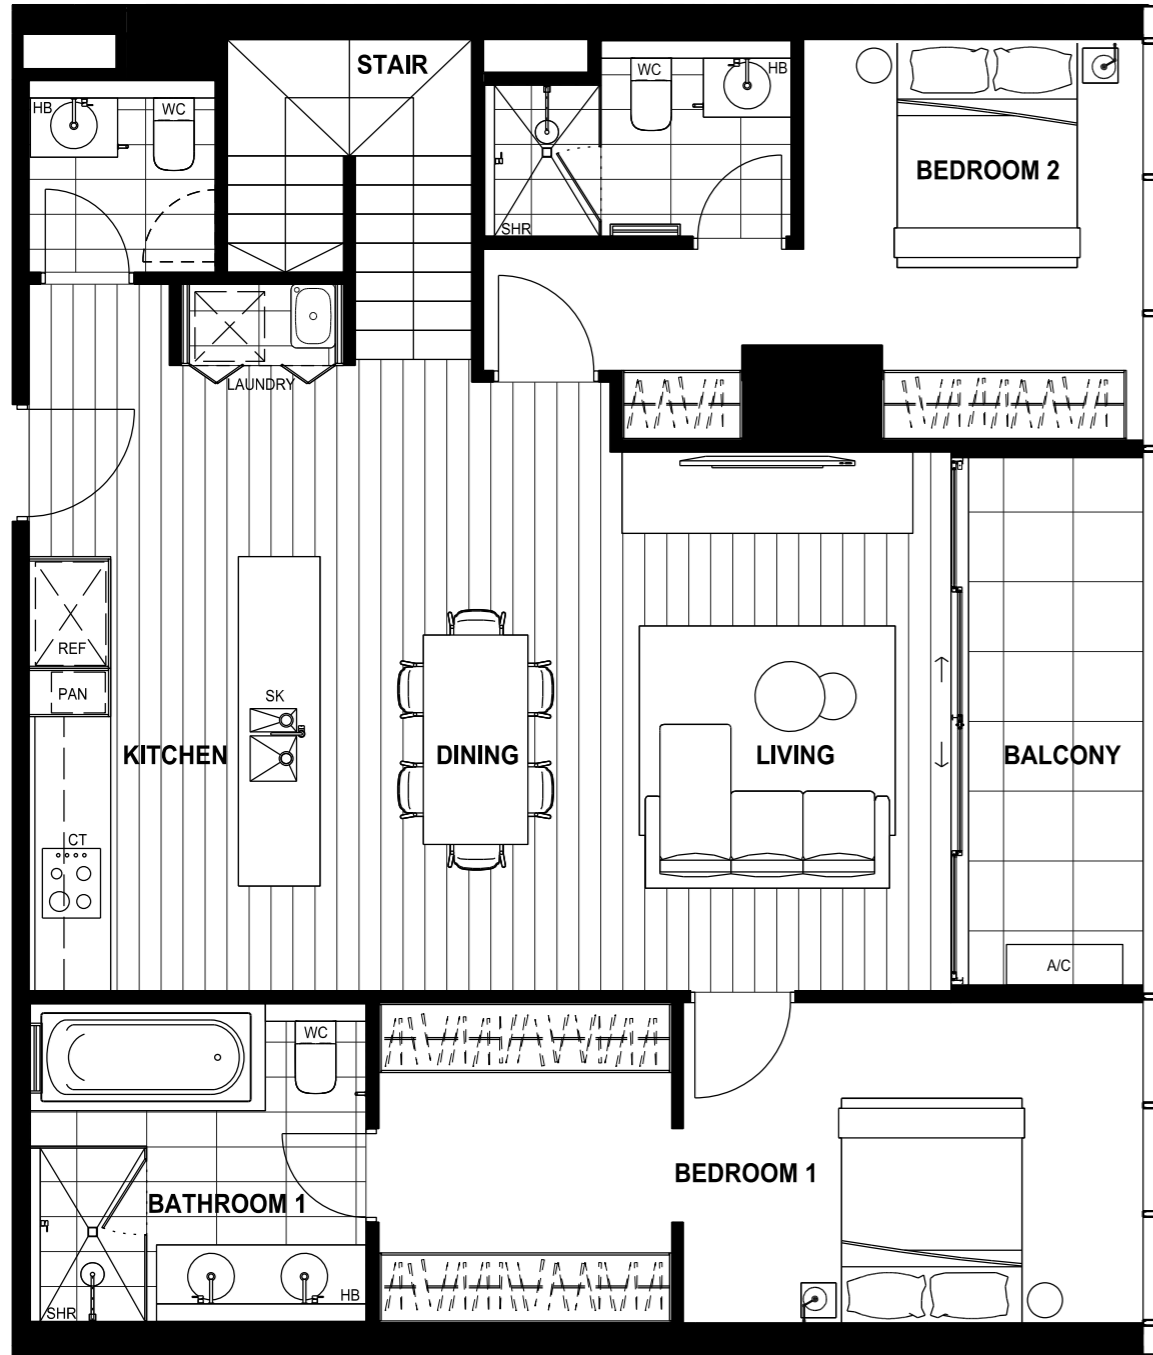 STAIR
WC
HB
HB
WC
BEDROOM 2
SHR
LAUNDRY
REF
PAN
SK
KITCHEN
DINING
LIVING
BALCONY
CT
A/C
WC
BEDROOM 1
BATHROOM 1
HB
SHR